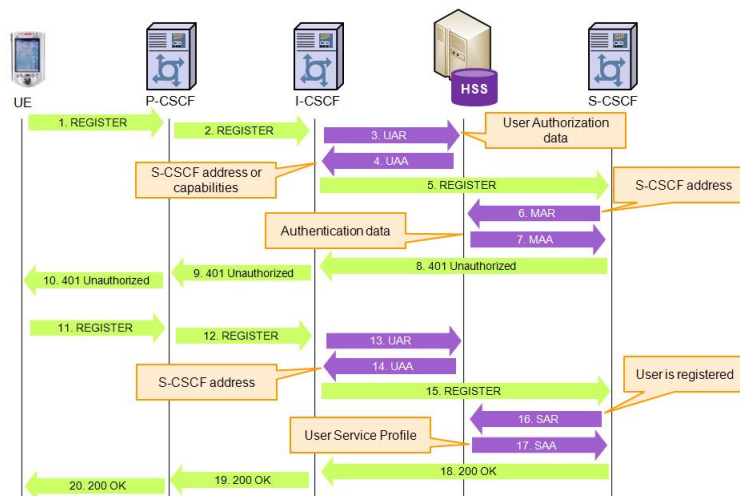 HSS
UE
P-CSCF
I-CSCF
S-CSCF
1. REGISTER
2. REGISTER
3. UAR
User Authorization
data
4. UAA
S-CSCF address or
capabilities
5. REGISTER
S-CSCF address
6. MAR
Authentication data
7. MAA
8. 401 Unauthorized
9. 401 Unauthorized
10. 401 Unauthorized
11. REGISTER
12. REGISTER
13. UAR
14. UAA
S-CSCF address
15. REGISTER
User is registered
16. SAR
User Service Profile
17. SAA
18. 200 OK
19. 200 OK
20. 200 OK